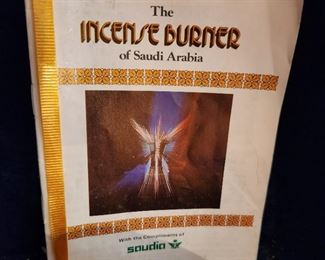 The
INCENSE BURNER
of Saudi Arabia
With the Compliments of
saudia